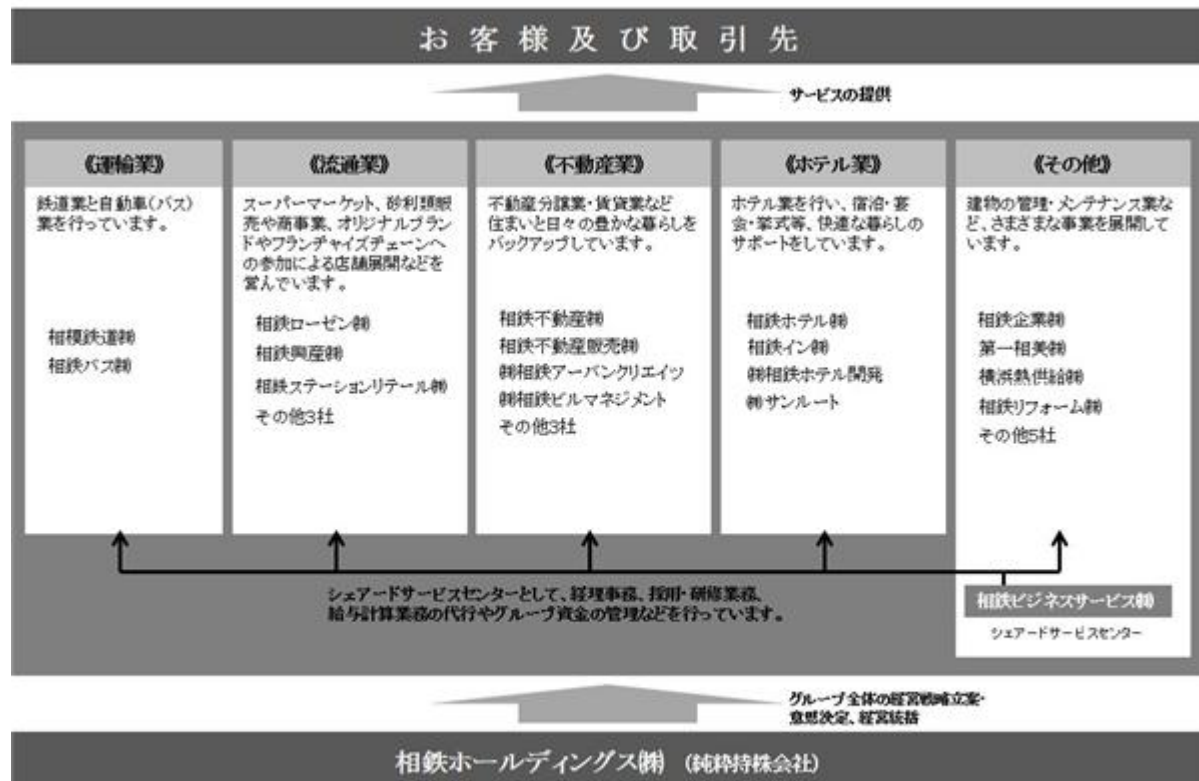 お客様及び取引先
サービスの提供
《運輸業》
鉄道業と自動車(バス)
業を行っています。
相模鉄道㈱
相鉄バス㈱
《流通業》
スーパーマーケット、砂利類販
売や商事業、オリジナルブラン
ドやフランチャイズチェーンへ
の参加による店舗展開などを
営んでいます。
相鉄ローゼン㈱
相鉄興産㈱
相鉄ステーションリテール㈱
その他3社
《不動産業》
不動産分譲業・賃貸業など
住まいと日々の豊かな暮らしを
バックアップしています。
相鉄不動産㈱
相鉄不動産販売㈱
㈱相鉄アーバンクリエイツ
㈱相鉄ビルマネジメント
その他3社
《ホテル業》
ホテル業を行い、宿泊・宴
会・挙式等、快適な暮らしの
サポートをしています。
相鉄ホテル㈱
相鉄イン㈱
㈱相鉄ホテル開発
㈱サンルート
《その他》
建物の管理・メンテナンス業な
ど、さまざまな事業を展開して
います。
相鉄企業㈱
第一相美㈱
横浜熱供給㈱
相鉄リフォーム㈱
その他5社
シェアードサービスセンターとして、経理事務、採用・研修業務、
給与計算業務の代行やグループ資金の管理などを行っています。
相鉄ビジネスサービス㈱
シェアードサービスセンター
グループ全体の経営戦略立案・
意思決定、経営統括
相鉄ホールディングス㈱ (純粋持株会社)